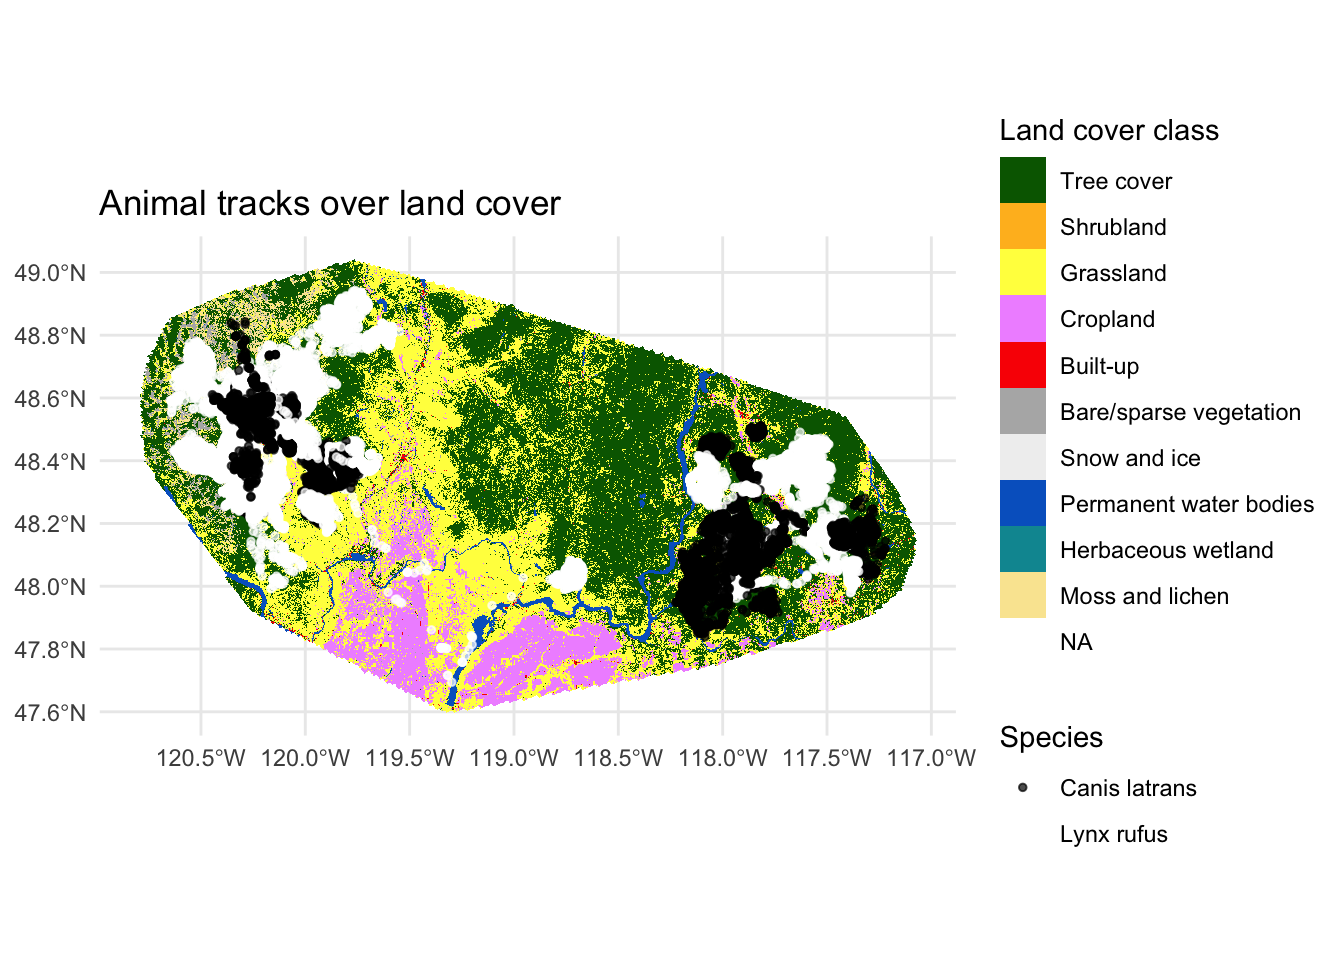 Animal tracks over land cover
49.0°N
48.8°N
48.6°N
48.4°N
48.2°N
48.0°N
47.8°N
47.6°N
120.5°W 120.0°W 119.5°W 119.0°W 118.5°W 118.0°W 117.5°W 117.0°W
Land cover class
Tree cover
Shrubland
Grassland
Cropland
Built-up
Bare/sparse vegetation
Snow and ice
Permanent water bodies
Herbaceous wetland
Moss and lichen
NA
Species
Canis latrans
Lynx rufus